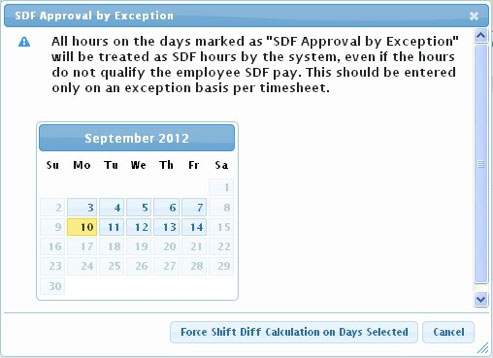 SDF Approval by Exception
All hours on the days marked as "SDF Approval by Exception"
will be treated as SDF hours by the system, even if the hours
do not qualify the employee SDF pay. This should be entered
only on an exception basis per timesheet.
September 2012
Su Mo Tu We Th Fr Sa
1
2 3 4 5 6 7 8
9 10 11 12 13 14 15
16 17 18 19 20 21 22
23 24 25 26 27 28 29
30
Force Shift Diff Calculation on Days Selected Cancel